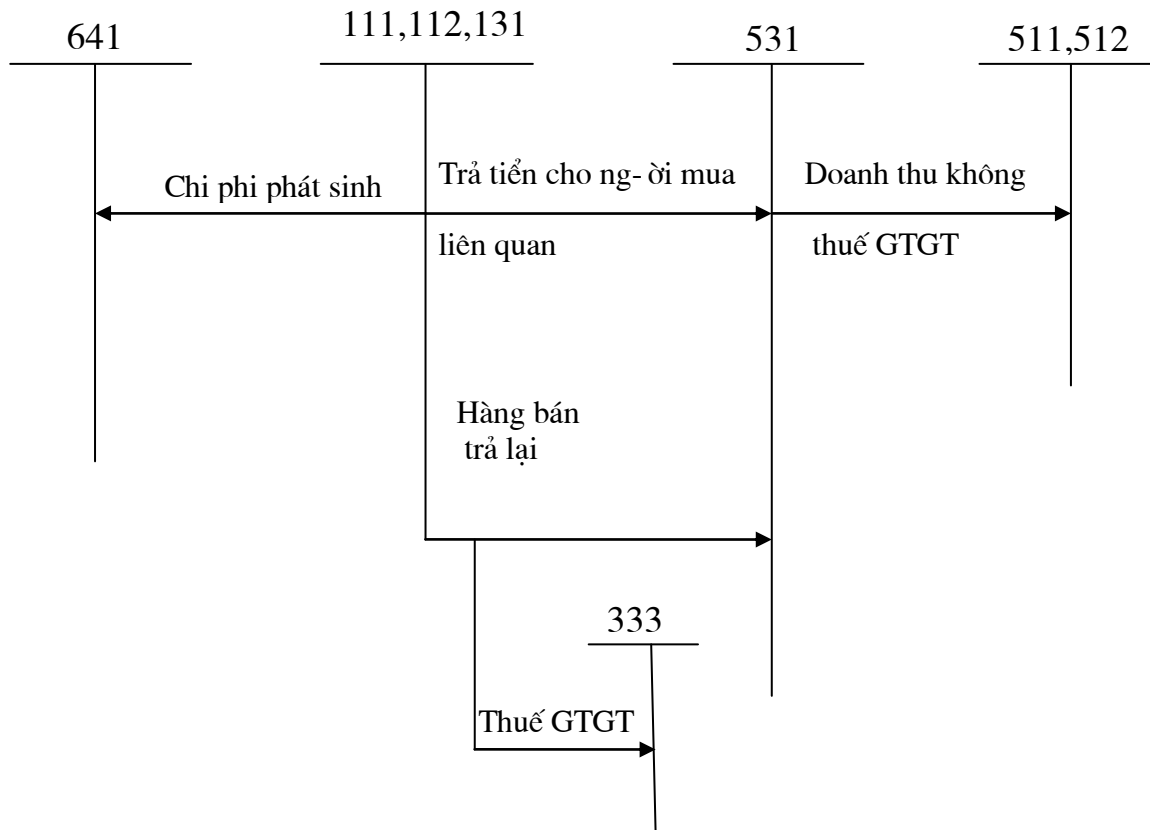 641
111,112,131
531
511,512
Chi phi phát sinh
Trả tiển cho ng- ời mua
Doanh thu không
liên quan
thuế GTGT
Hàng bán
trả lại
333
Thuế GTGT